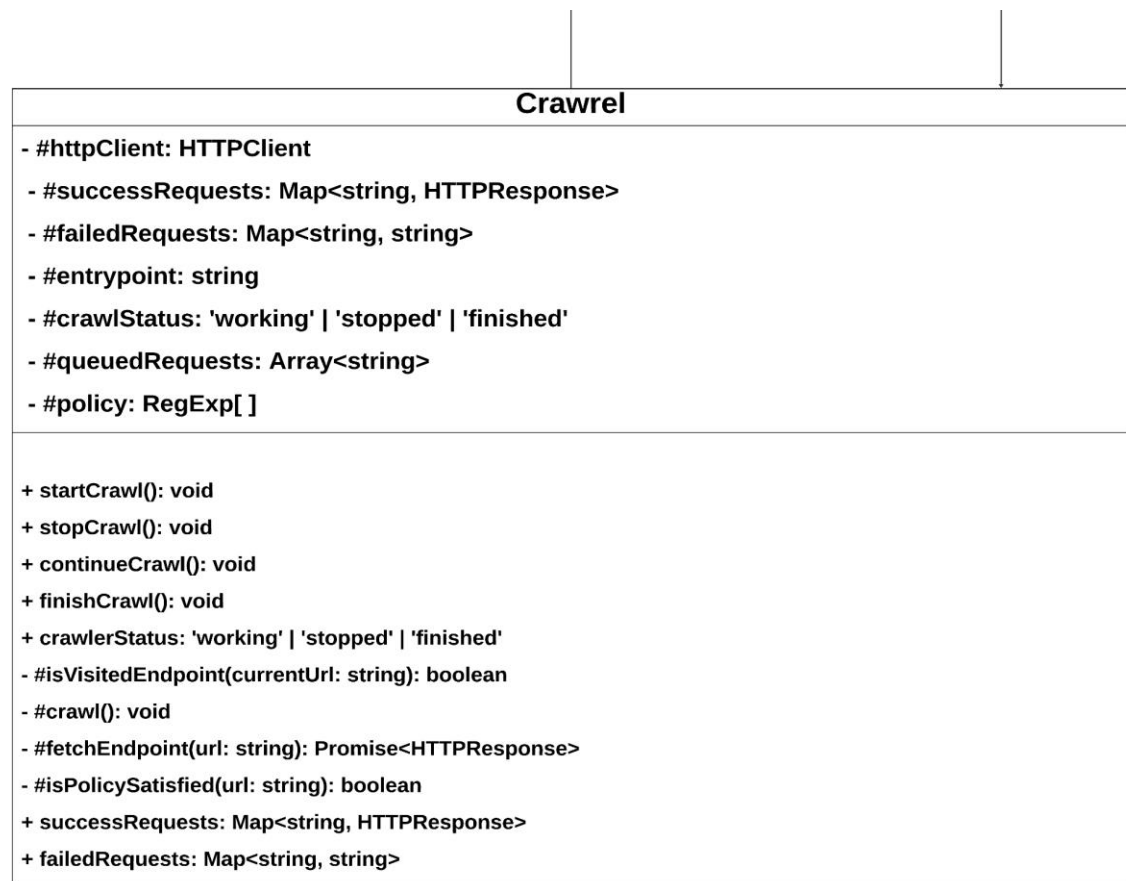 Crawrel
- #httpClient: HTTPClient
- #successRequests: Map<string, HTTPResponse>
- #failedRequests: Map<string, string>
- #entrypoint: string
- #crawlStatus: 'working' | 'stopped' | 'finished'
- #queuedRequests: Array<string>
- #policy: RegExp[ ]
+ startCrawl(): void
+ stopCrawl(): void
+ continueCrawl(): void
+ finishCrawl(): void
+ crawlerStatus: 'working' | 'stopped' | 'finished'
- #isVisitedEndpoint(currentUrl: string): boolean
- #crawl(): void
- #fetchEndpoint(url: string): Promise<HTTPResponse>
- #isPolicySatisfied(url: string): boolean
+ successRequests: Map<string, HTTPResponse>
+ failedRequests: Map<string, string>